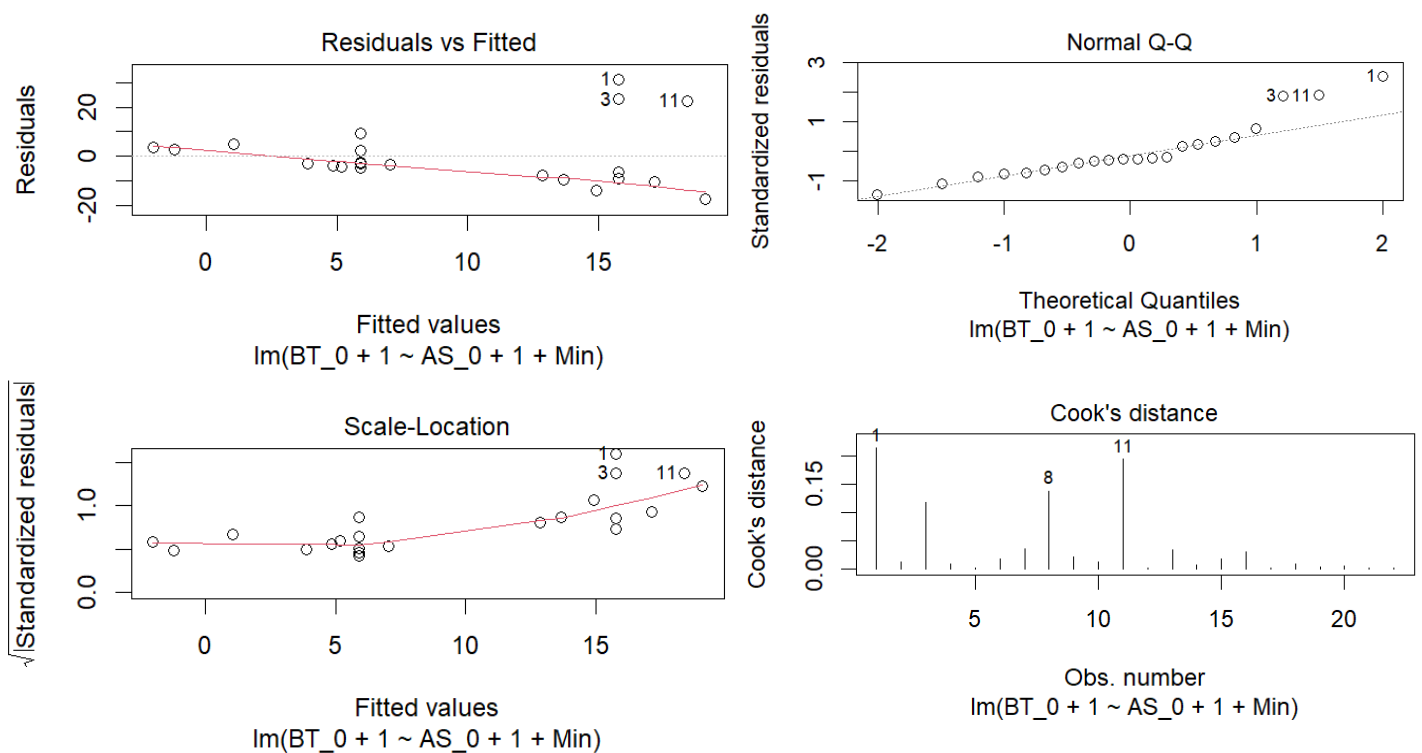 Residuals vs Fitted
Residuals
20
0
-20
1
3
11
0 5 10 15
Fitted values
lm(BT_0 + 1 ~ AS_0 + 1 + Min)
Normal Q-Q
Standardized residuals
3
1
-1
3 11 1
-2 -1 0 1 2
Theoretical Quantiles
lm(BT_0 + 1 ~ AS_0 + 1 + Min)
Scale-Location
√|Standardized residuals|
1.0
0.0
1
3
11
0 5 10 15
Fitted values
lm(BT_0 + 1 ~ AS_0 + 1 + Min)
Cook's distance
Cook's distance
0.15
0.00
1
8
11
5 10 15 20
Obs. number
lm(BT_0 + 1 ~ AS_0 + 1 + Min)